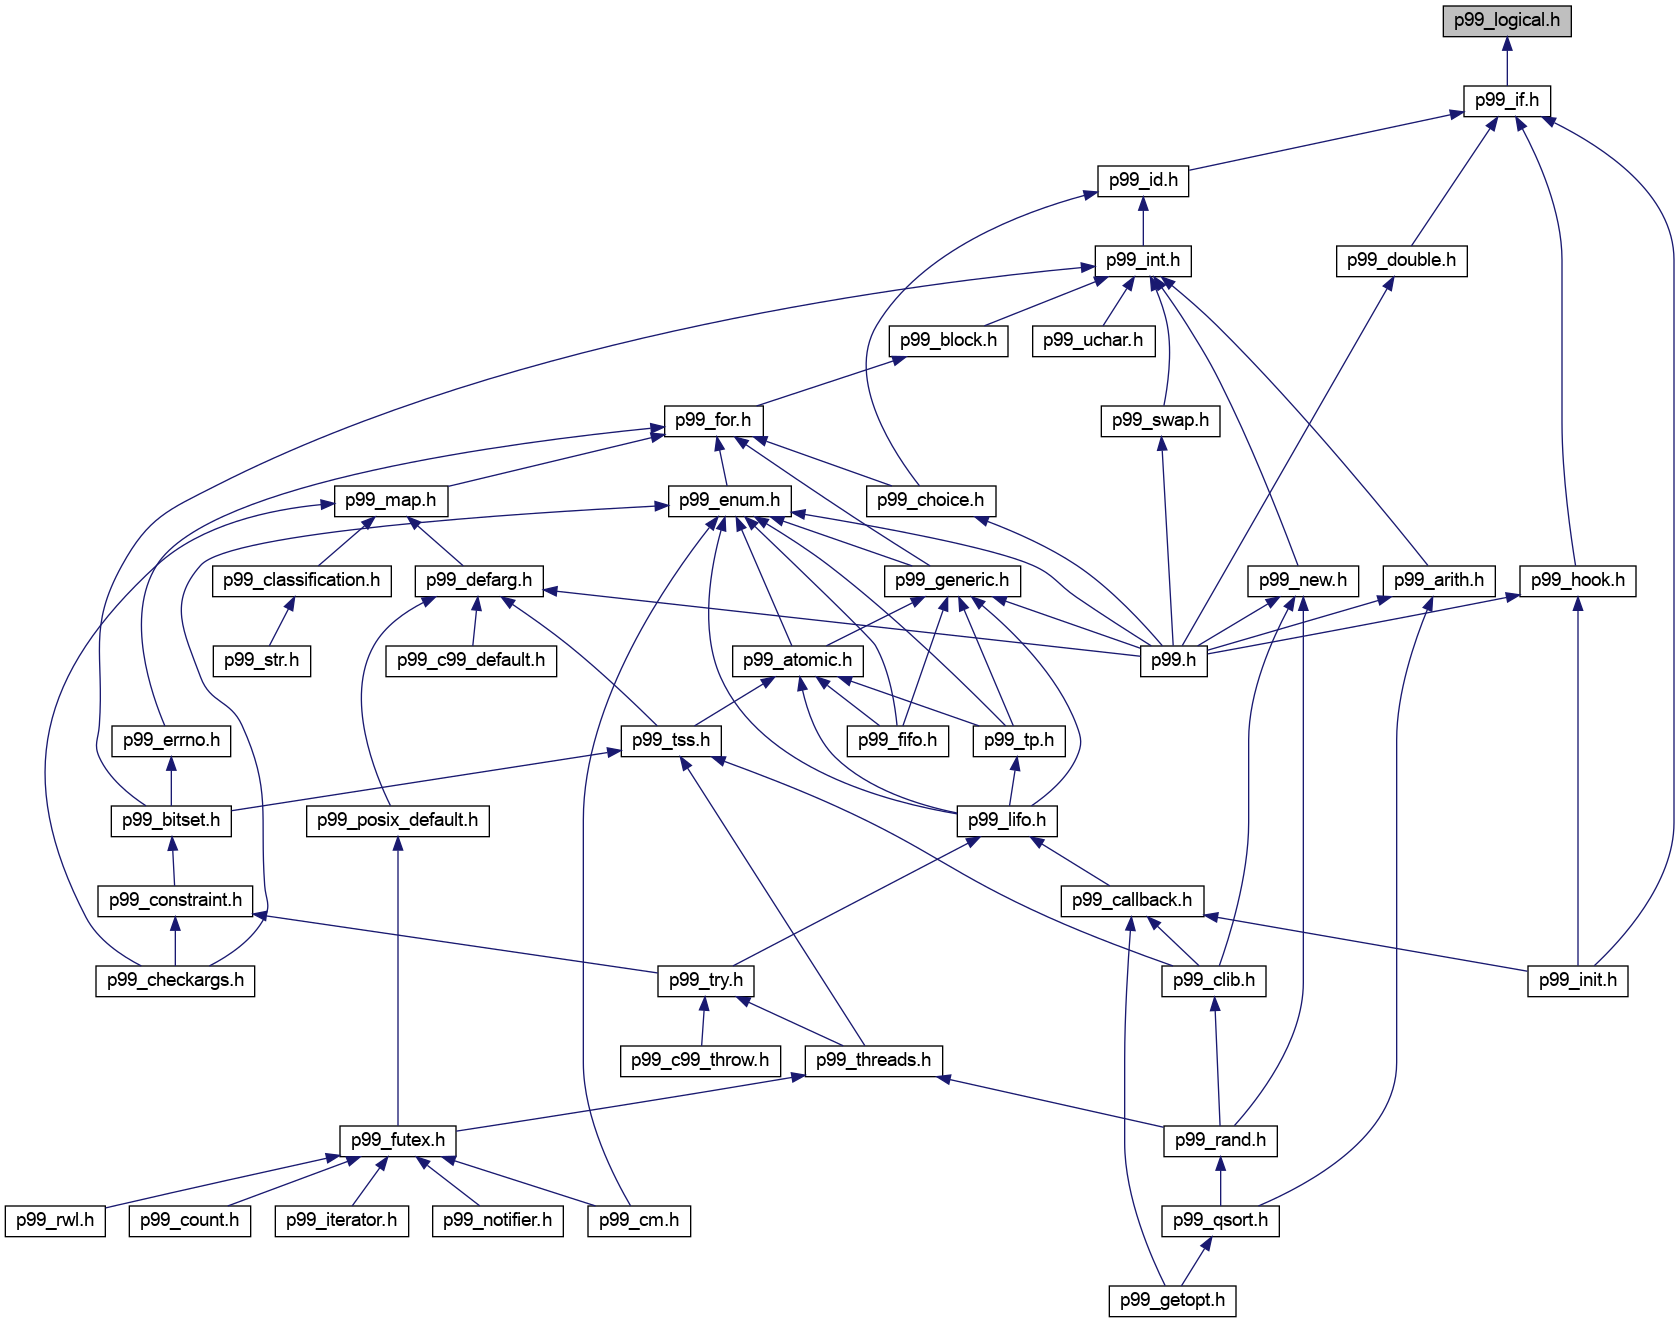 p99_logical.h
p99_if.h
p99_id.h
p99_int.h
p99_double.h
p99_block.h
p99_uchar.h
p99_for.h
p99_swap.h
p99_map.h
p99_enum.h
p99_choice.h
p99_classification.h
p99_defarg.h
p99_generic.h
p99_new.h
p99_arith.h
p99_hook.h
p99_str.h
p99_c99_default.h
p99_atomic.h
p99.h
p99_errno.h
p99_tss.h
p99_fifo.h
p99_tp.h
p99_bitset.h
p99_posix_default.h
p99_lifo.h
p99_constraint.h
p99_callback.h
p99_checkargs.h
p99_try.h
p99_clib.h
p99_init.h
p99_c99_throw.h
p99_threads.h
p99_futex.h
p99_rand.h
p99_rwl.h
p99_count.h
p99_iterator.h
p99_notifier.h
p99_cm.h
p99_qsort.h
p99_getopt.h